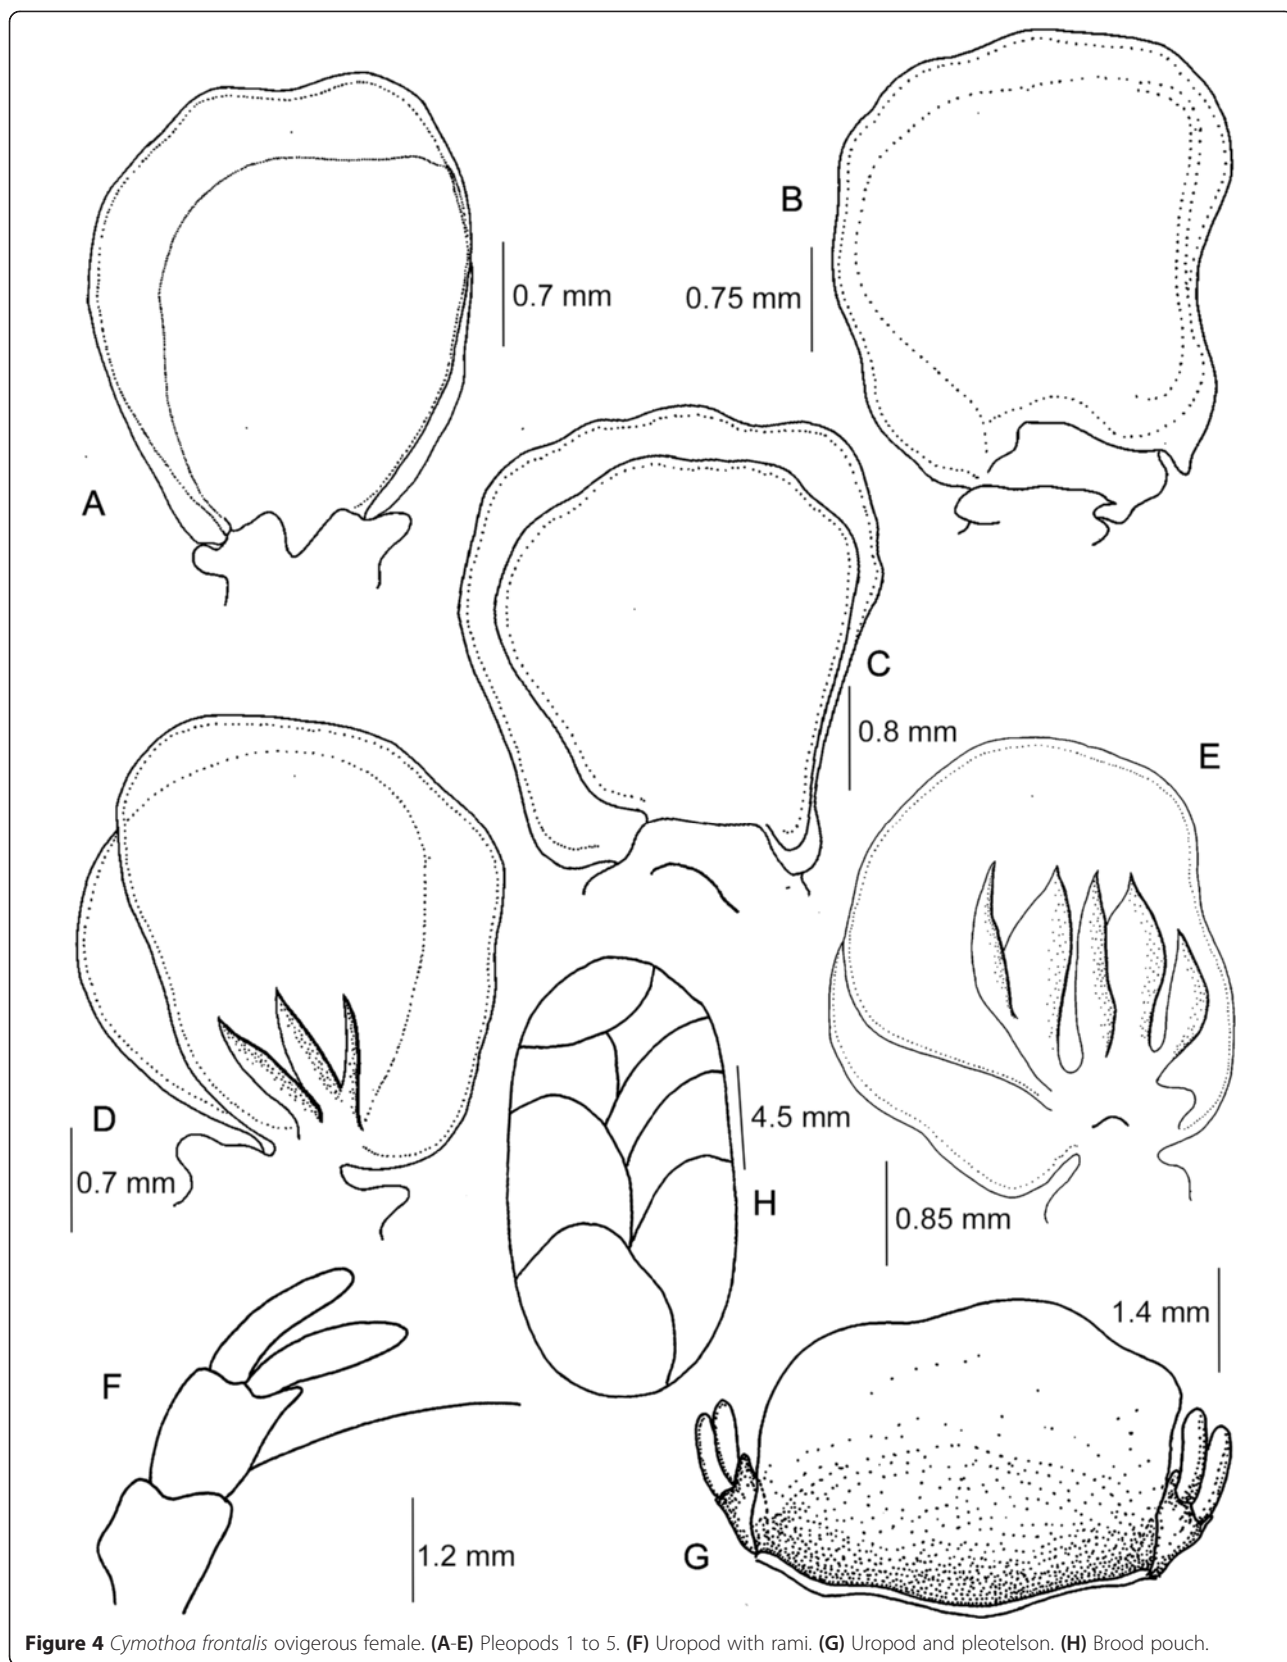 B
0.7 mm
0.75 mm
A
C
0.8 mm
E
D
0.7 mm
4.5 mm
H
0.85 mm
1.4 mm
F
G
1.2 mm
Figure 4 Cymothoa frontalis ovigerous female. (A-E) Pleopods 1 to 5. (F) Uropod with rami. (G) Uropod and pleotelson. (H) Brood pouch.